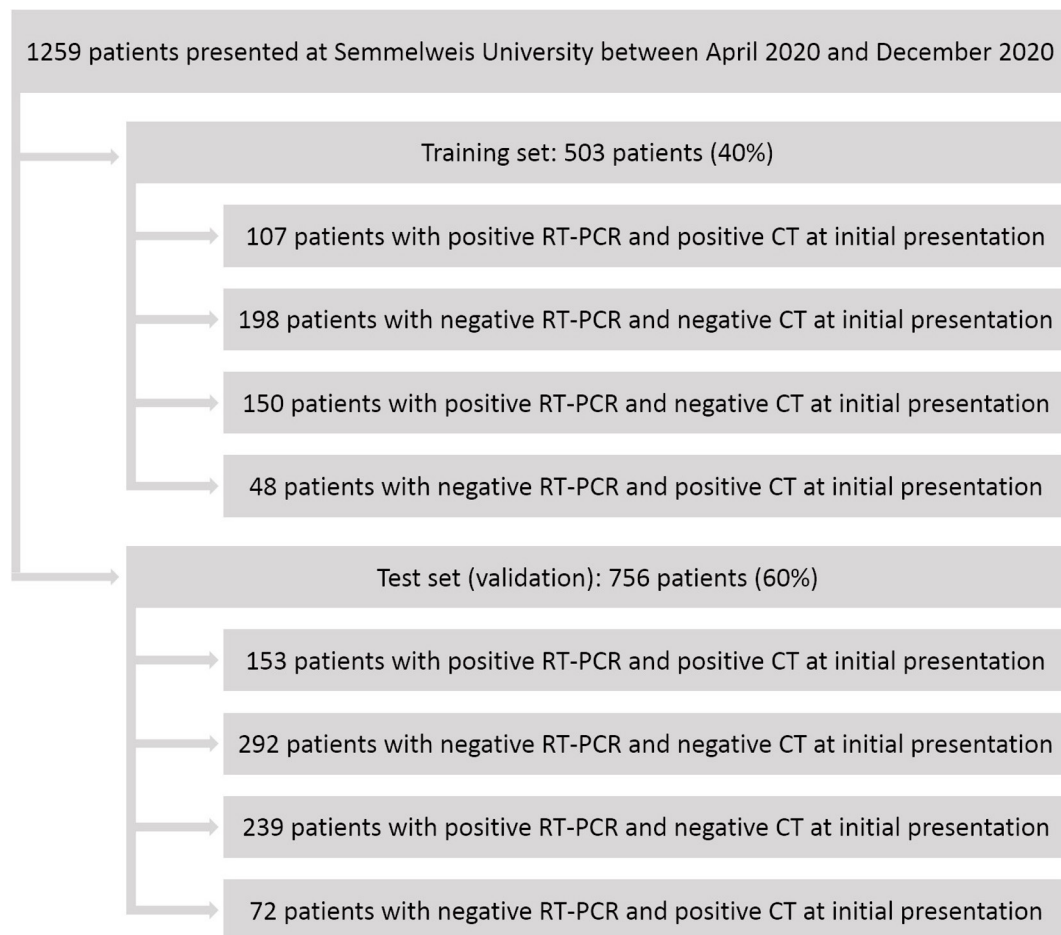 1259 patients presented at Semmelweis University between April 2020 and December 2020
Training set: 503 patients (40%)
107 patients with positive RT-PCR and positive CT at initial presentation
198 patients with negative RT-PCR and negative CT at initial presentation
150 patients with positive RT-PCR and negative CT at initial presentation
48 patients with negative RT-PCR and positive CT at initial presentation
Test set (validation): 756 patients (60%)
153 patients with positive RT-PCR and positive CT at initial presentation
292 patients with negative RT-PCR and negative CT at initial presentation
239 patients with positive RT-PCR and negative CT at initial presentation
72 patients with negative RT-PCR and positive CT at initial presentation